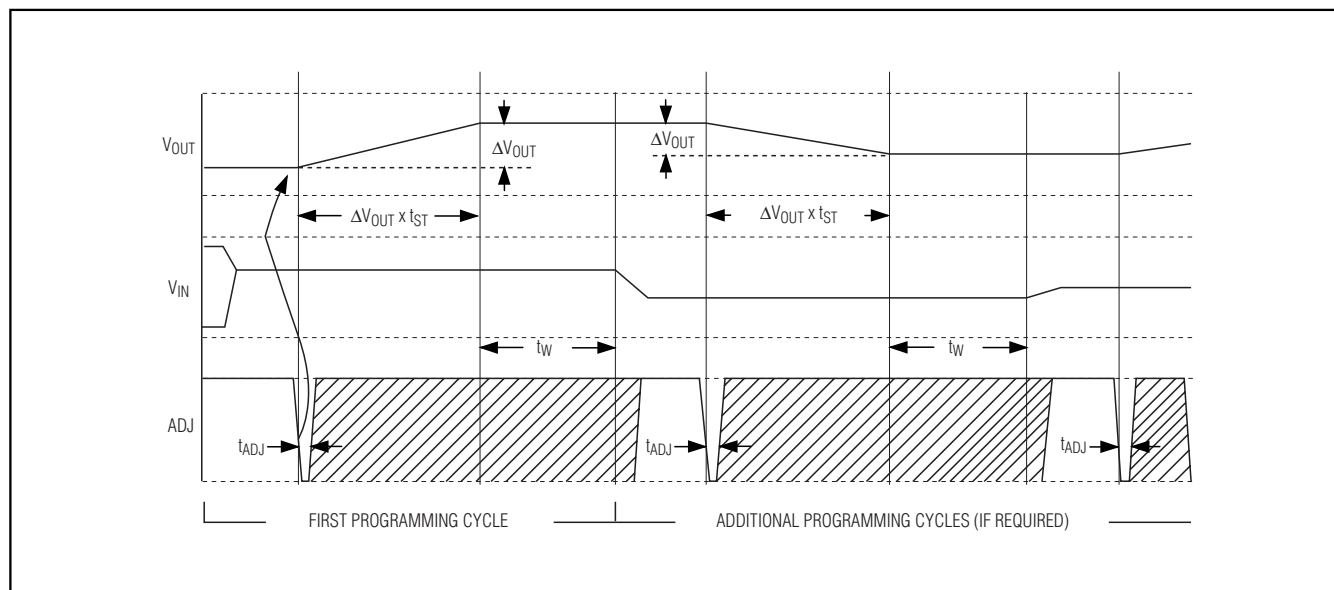 VOUT
ΔVOUT
ΔVOUT
ΔVOUT x tST
ΔVOUT x tST
VIN
tW
tW
ADJ
tADJ
tADJ
tADJ
FIRST PROGRAMMING CYCLE
ADDITIONAL PROGRAMMING CYCLES (IF REQUIRED)